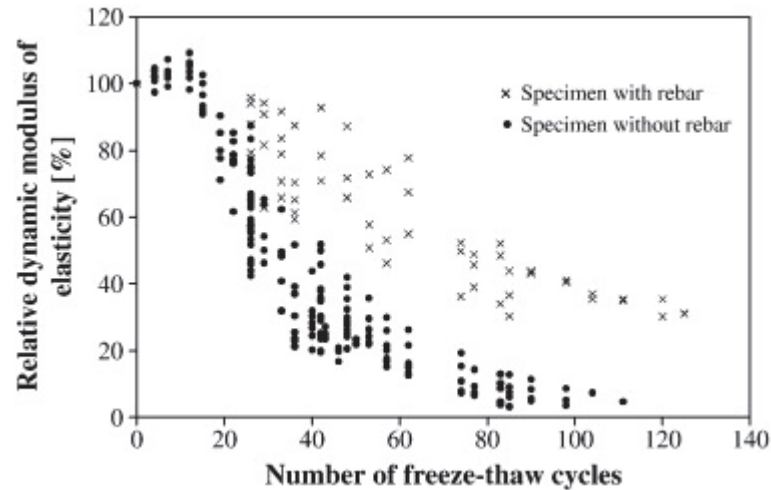 120
100
80
60
40
20
0
0 20 40 60 80 100 120 140
Relative dynamic modulus of
elasticity [%]
× Specimen with rebar
• Specimen without rebar
Number of freeze-thaw cycles